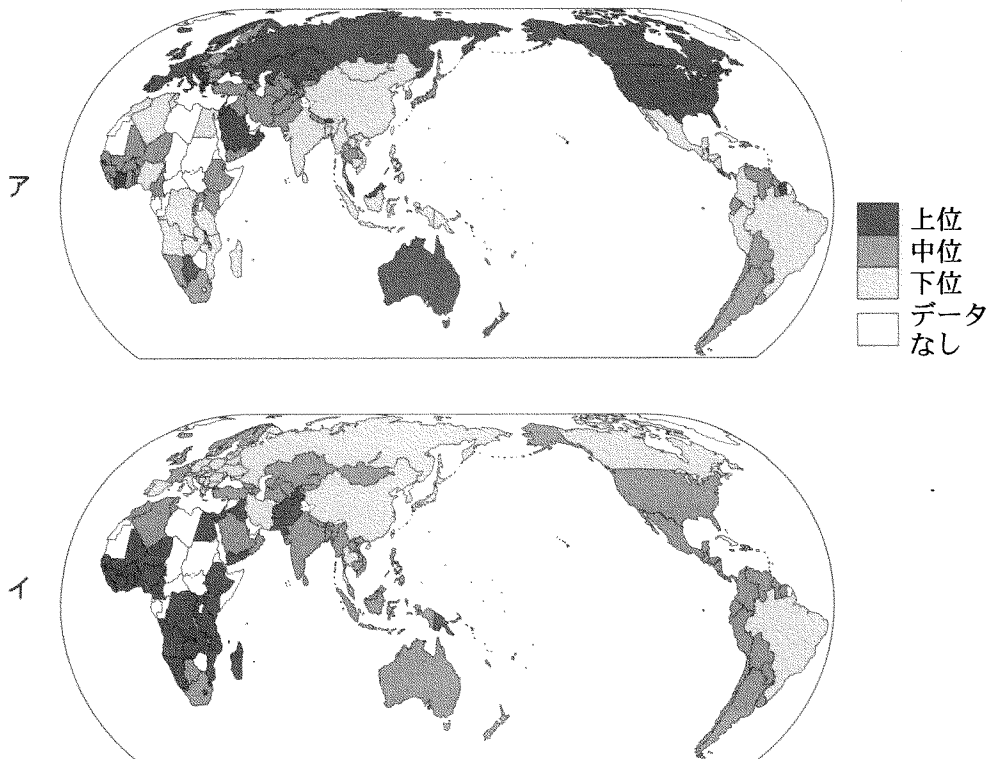 ア
上位
中位
下位
データ
なし
イ